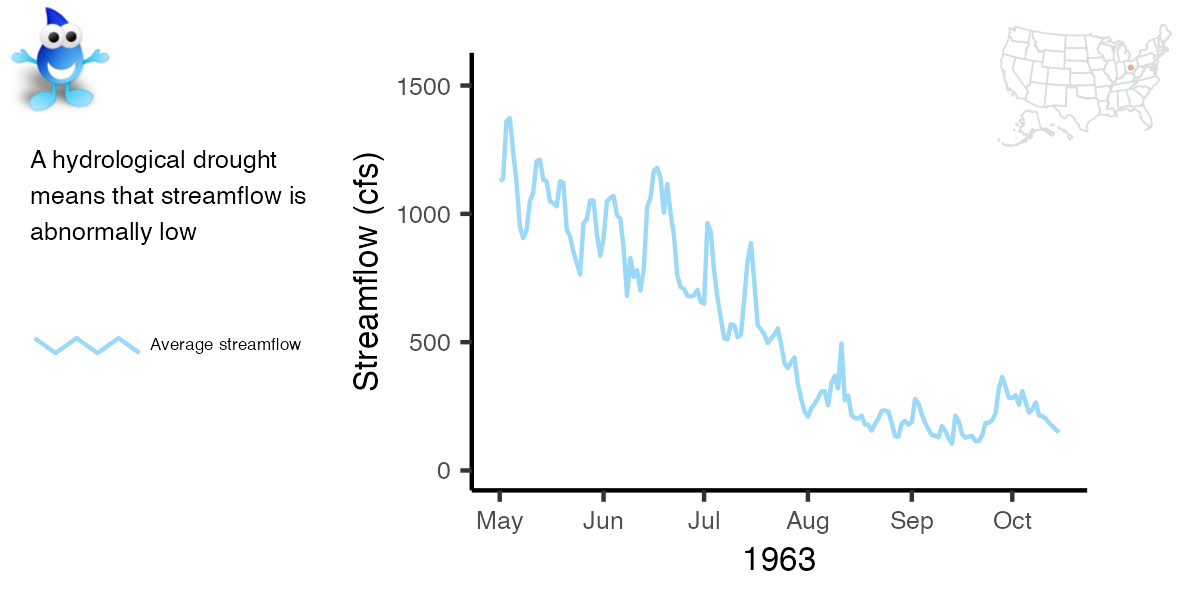 A hydrological drought
means that streamflow is
abnormally low
Average streamflow
Streamflow (cfs)
1500
1000
500
0
May Jun Jul Aug Sep Oct
1963